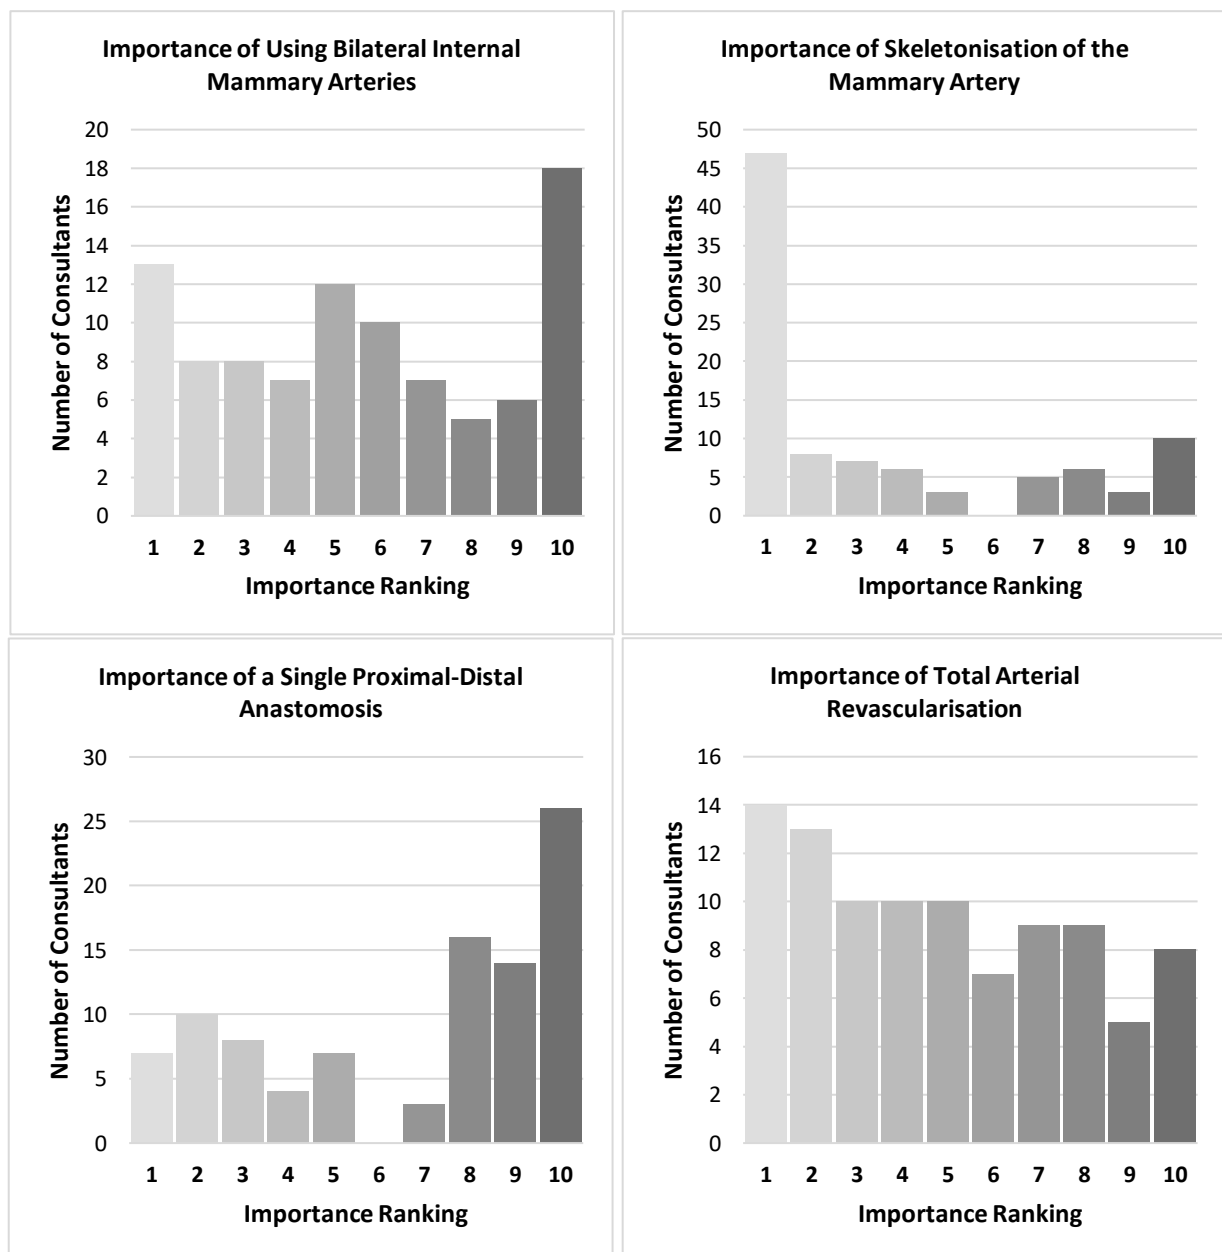 Importance of Using Bilateral Internal
Mammary Arteries
20
18
16
14
12
10
8
6
4
2
0
Number of Consultants
1 2 3 4 5 6 7 8 9 10
Importance Ranking
Importance of Skeletonisation of the
Mammary Artery
50
45
40
35
30
25
20
15
10
5
0
Number of Consultants
1 2 3 4 5 6 7 8 9 10
Importance Ranking
Importance of a Single Proximal-Distal
Anastomosis
30
25
20
15
10
5
0
Number of Consultants
1 2 3 4 5 6 7 8 9 10
Importance Ranking
Importance of Total Arterial
Revascularisation
16
14
12
10
8
6
4
2
0
Number of Consultants
1 2 3 4 5 6 7 8 9 10
Importance Ranking